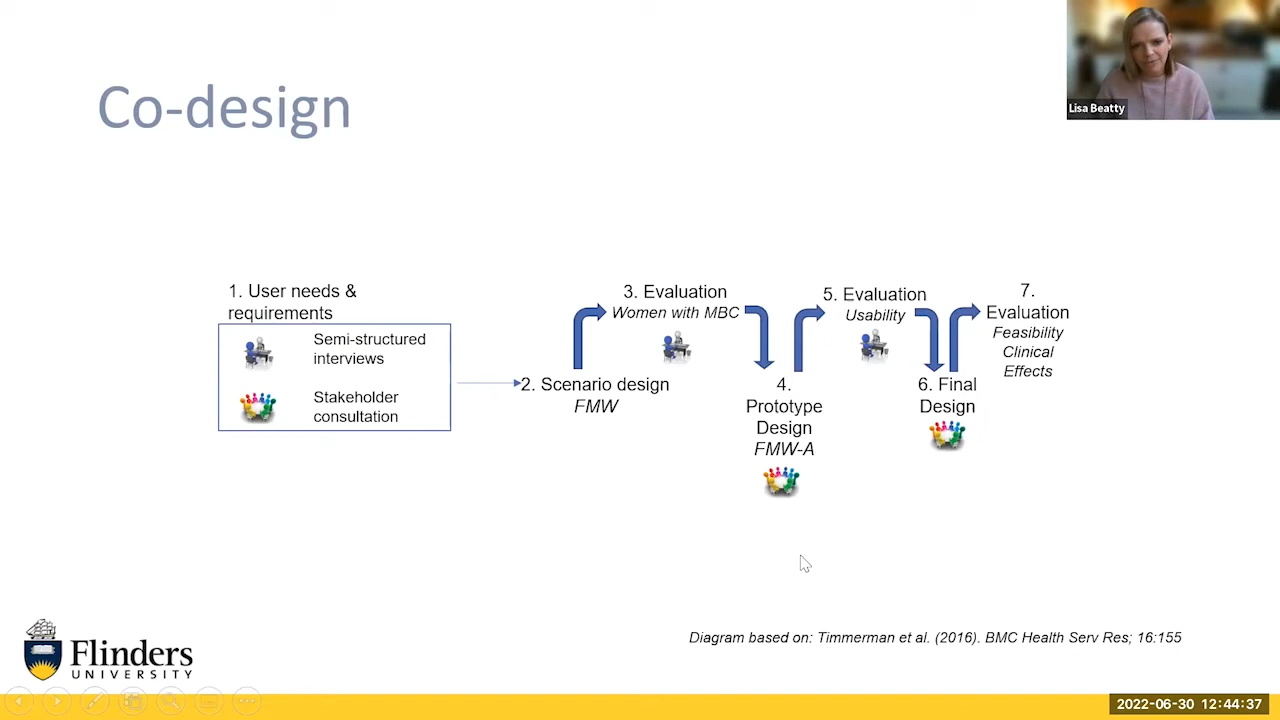 Co-design
Lisa Beatty
1. User needs &
requirements
Semi-structured
interviews
Stakeholder
consultation
2. Scenario design
FMW
3. Evaluation
Women with MBC
4.
Prototype
Design
FMW-A
5. Evaluation
Usability
6. Final
Design
7.
Evaluation
Feasibility
Clinical
Effects
Diagram based on: Timmerman et al. (2016). BMC Health Serv Res; 16:155
Flinders
UNIVERSITY
2022-06-30 12:44:37